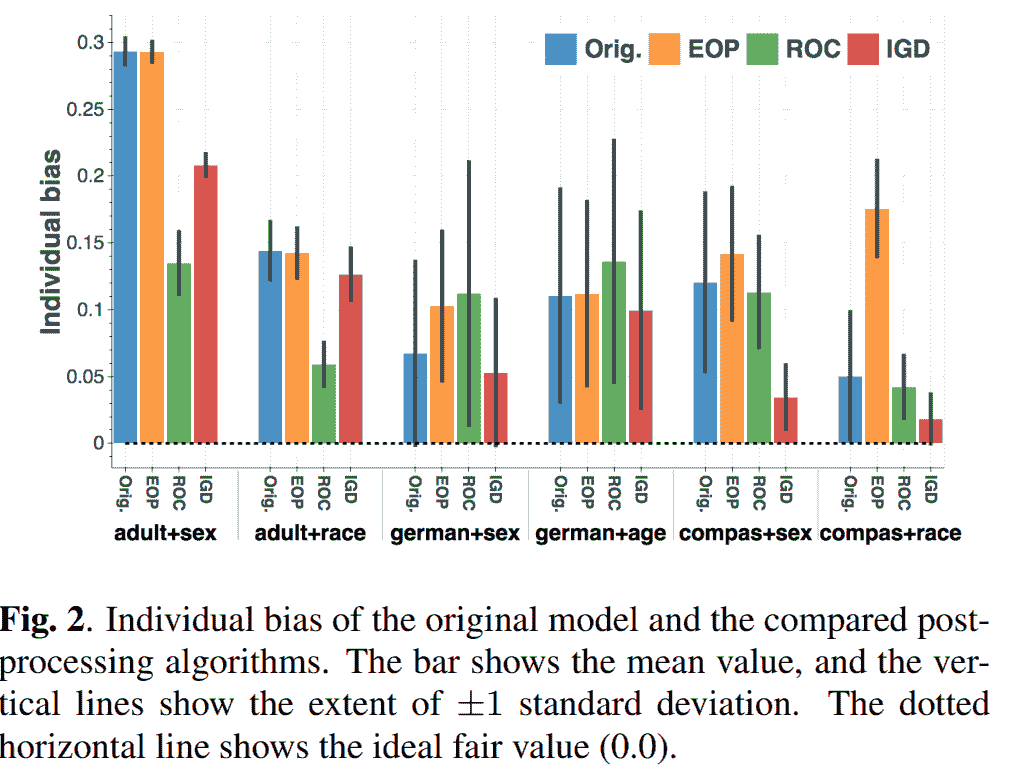 Orig. EOP ROC IGD
Individual bias
0.3
0.25
0.2
0.15
0.1
0.05
0
Orig. EOP ROC IGD Orig. EOP ROC IGD Orig. EOP ROC IGD Orig. EOP ROC IGD Orig. EOP ROC IGD Orig. EOP ROC IGD
adult+sex adult+race german+sex german+age compas+sex compas+race
Fig. 2. Individual bias of the original model and the compared post-
processing algorithms. The bar shows the mean value, and the ver-
tical lines show the extent of ±1 standard deviation. The dotted
horizontal line shows the ideal fair value (0.0).